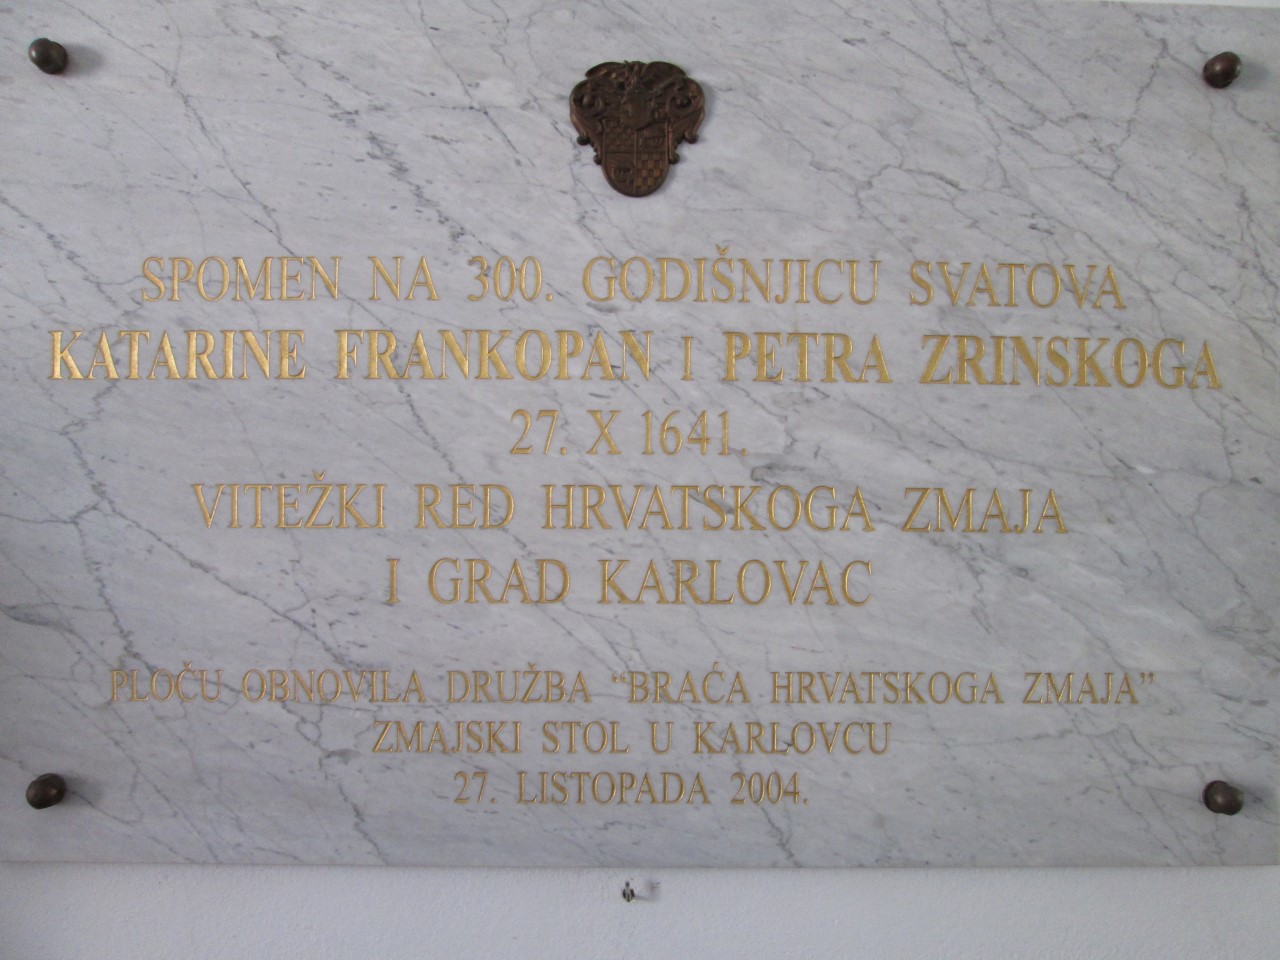 SPOMEN NA 300. GODIŠNJICU SVATOVA
KATARINE FRANKOPAN I PETRA ZRINSKOGA
27. X 1641.
VITEŽKI RED HRVATSKOGA ZMAJA
I GRAD KARLOVAC
PLOČU OBNOVILA DRUŽBA “BRAĆA HRVATSKOGA ZMAJA”
ZMAJSKI STOL U KARLOVCU
27. LISTOPADA 2004.